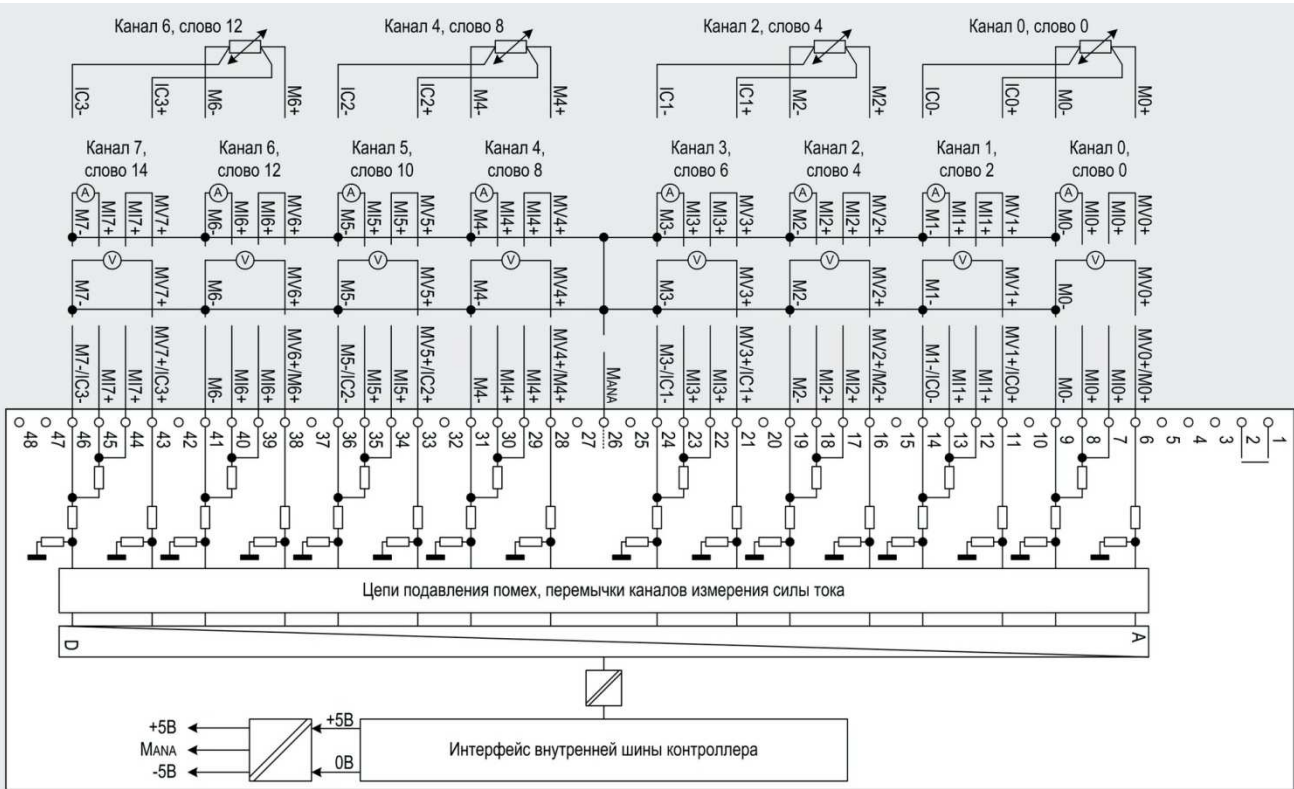 Канал 6, слово 12
Канал 4, слово 8
Канал 2, слово 4
Канал 0, слово 0
IC3-
IC3+
M6-
M6+
IC2-
IC2+
M4-
M4+
IC1-
IC1+
M2-
M2+
IC0-
IC0+
M0-
M0+
Канал 7,
слово 14
Канал 6,
слово 12
Канал 5,
слово 10
Канал 4,
слово 8
Канал 3,
слово 6
Канал 2,
слово 4
Канал 1,
слово 2
Канал 0,
слово 0
A
A
A
A
A
A
A
A
M7-
MI7+
MI7+
MV7+
M6-
MI6+
MI6+
MV6+
M5-
MI5+
MI5+
MV5+
M4-
MI4+
MI4+
MV4+
M3-
MI3+
MI3+
MV3+
M2-
MI2+
MI2+
MV2+
M1-
MI1+
MI1+
MV1+
M0-
MI0+
MI0+
MV0+
V
V
V
V
V
V
V
V
M7-
MV7+
M6-
MV6+
M5-
MV5+
M4-
MV4+
M3-
MV3+
M2-
MV2+
M1-
MV1+
M0-
MV0+
M7-/IC3-
MI7+
MI7+
MV7+/IC3+
M6-
MI6+
MI6+
MV6+/M6+
M5-/IC2-
MI5+
MI5+
MV5+/IC2+
M4-
MI4+
MI4+
MV4+/M4+
MANA
M3-/IC1-
MI3+
MI3+
MV3+/IC1+
M2-
MI2+
MI2+
MV2+/M2+
M1-/IC0-
MI1+
MI1+
MV1+/IC0+
M0-
MI0+
MI0+
MV0+/M0+
48
47
46
45
44
43
42
41
40
39
38
37
36
35
34
33
32
31
30
29
28
27
26
25
24
23
22
21
20
19
18
17
16
15
14
13
12
11
10
9
8
7
6
5
4
3
2
1
Цепи подавления помех, перемычки каналов измерения силы тока
D
A
+5В
MANA
-5В
+5В
0В
Интерфейс внутренней шины контроллера